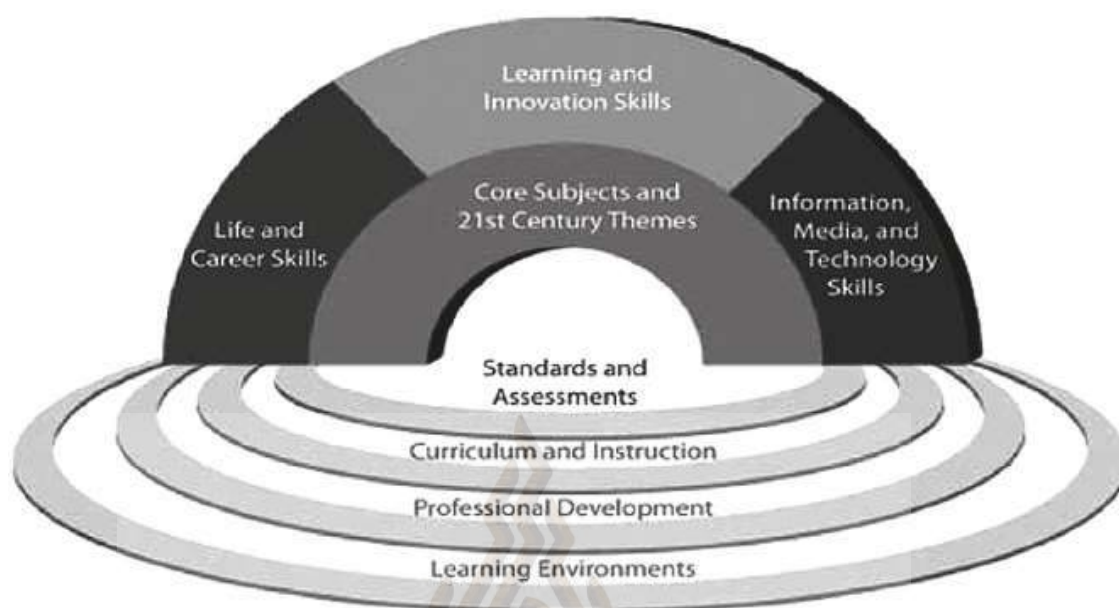 Learning and
Innovation Skills
Core Subjects and
21st Century Themes
Life and
Career Skills
Information,
Media, and
Technology
Skills
Standards and
Assessments
Curriculum and Instruction
Professional Development
Learning Environments